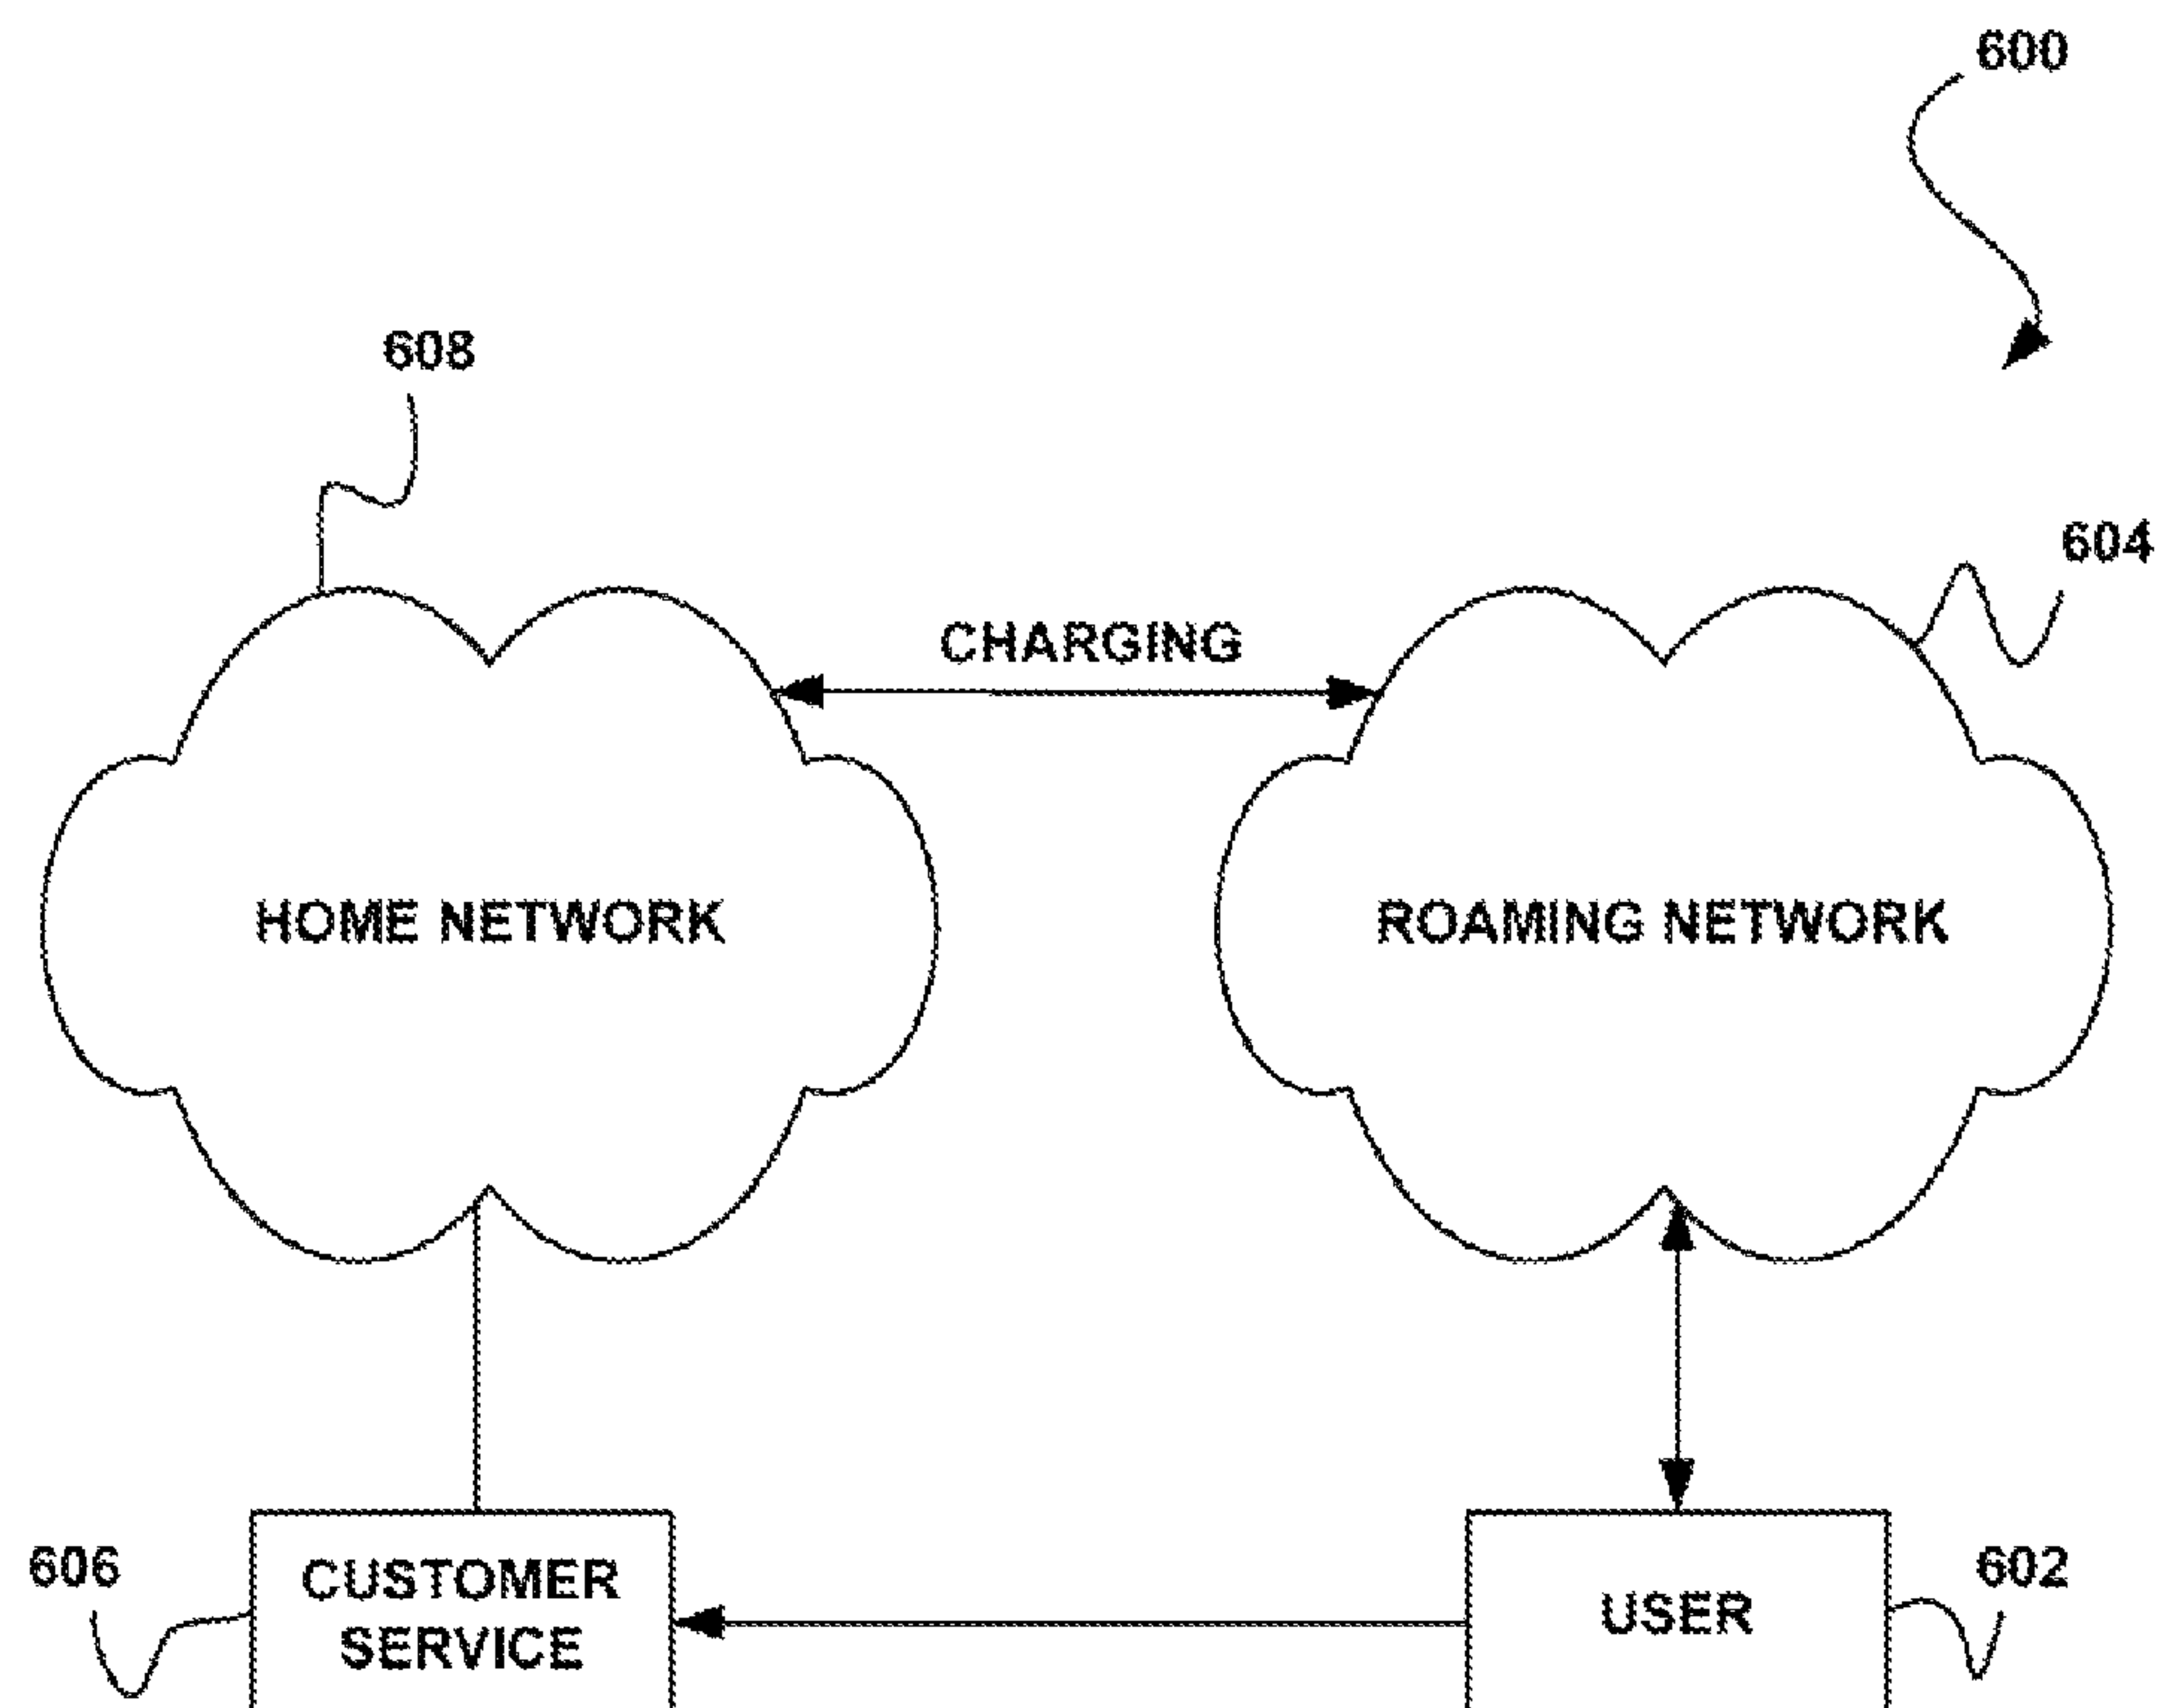 600
608
604
CHARGING
HOME NETWORK
ROAMING NETWORK
606
CUSTOMER
SERVICE
USER
602